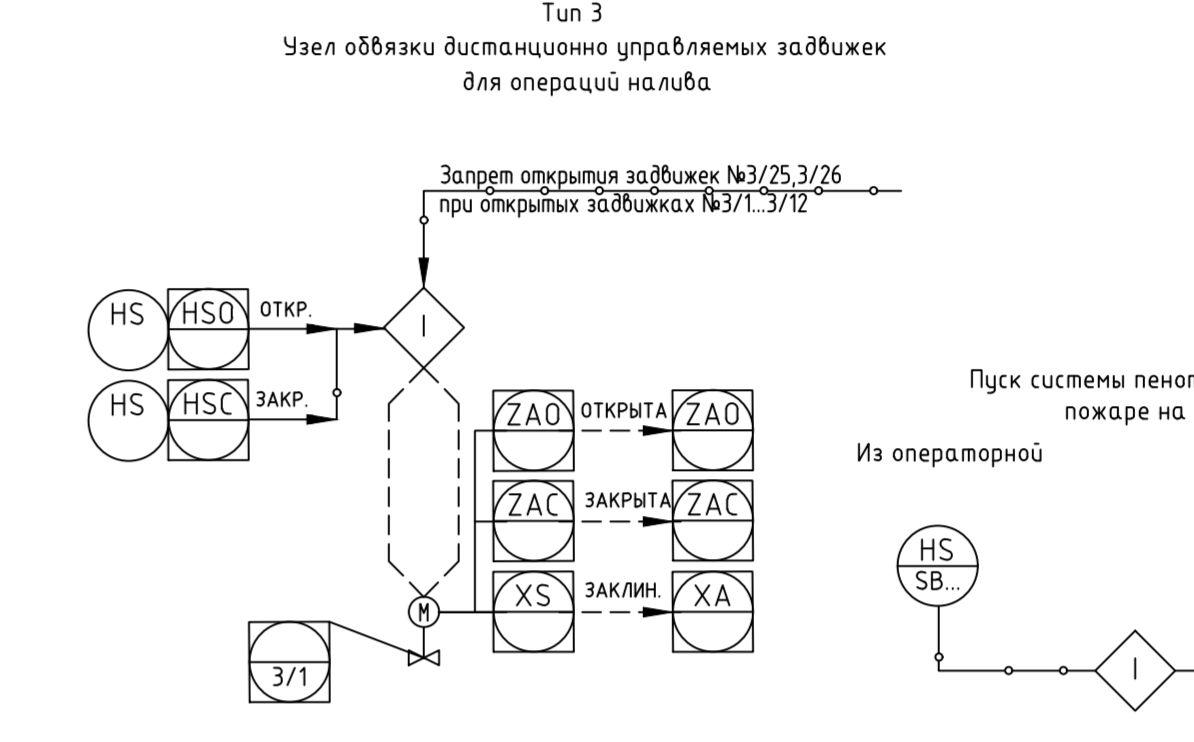 Тип 3
Узел обвязки дистанционно управляемых задвижек
для операций налива
Запрет открытия задвижек №3/25,3/26
при открытых задвижках №3/1...3/12
HS
HSO
ОТКР.
I
HS
HSC
ЗАКР.
ZAO
ОТКРЫТА
ZAO
ZAC
ЗАКРЫТА
ZAC
XS
ЗАКЛИН.
XA
M
3/1
Пуск системы пеног
пожаре на
Из операторной
HS
SB...
I